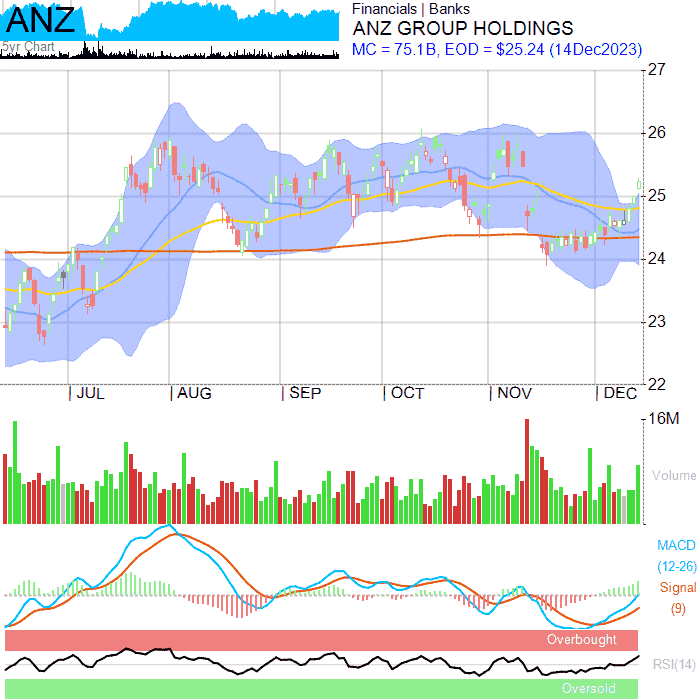 ANZ
5yr Chart
Financials | Banks
ANZ GROUP HOLDINGS
MC = 75.1B, EOD = $25.24 (14Dec2023)
27
26
25
24
23
22
JUL AUG SEP OCT NOV DEC
16M
Volume
MACD
(12-26)
Signal
(9)
Overbought
RSI(14)
Oversold